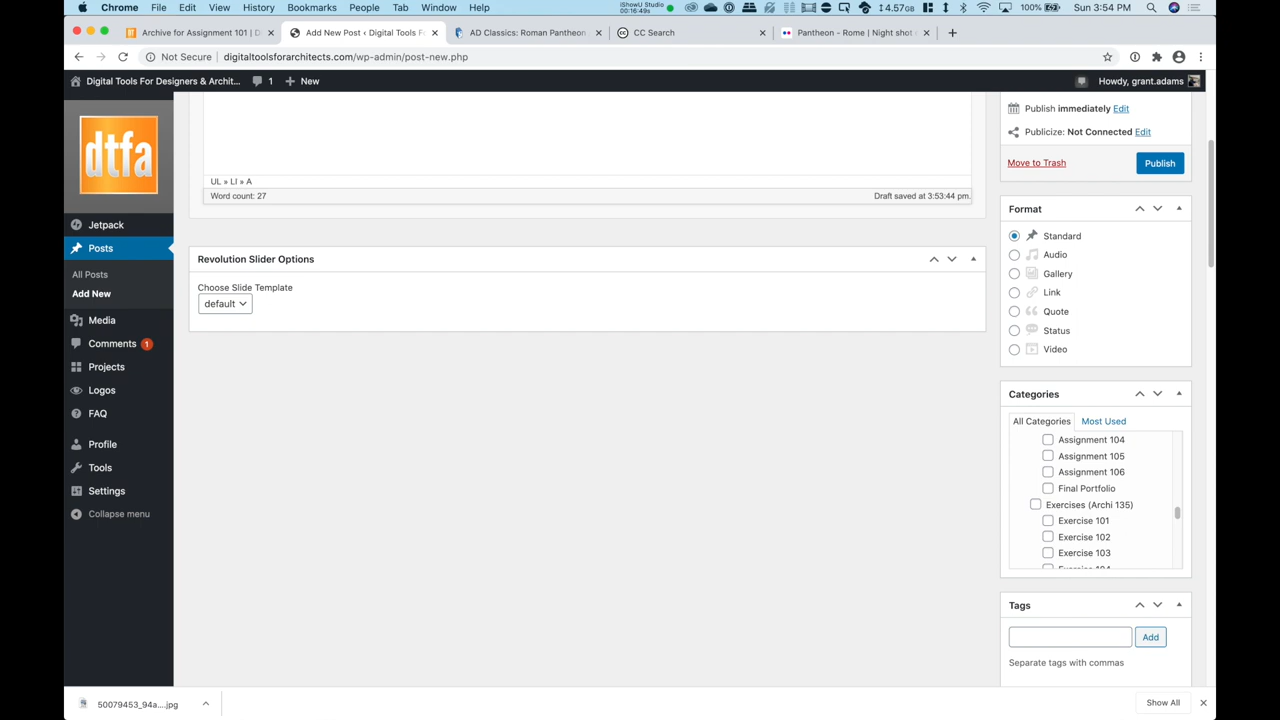 Chrome File Edit View History Bookmarks People Tab Window Help
iShowU Studio
00:16:49s
4.57GB
100%
Sun 3:54 PM
Archive for Assignment 101 | D
Add New Post ‹ Digital Tools F
AD Classics: Roman Pantheon
CC Search
Pantheon - Rome | Night shot
Not Secure | digitaltoolsforarchitects.com/wp-admin/post-new.php
Digital Tools For Designers & Archit...
1
New
Howdy, grant.adams
dtfa
Jetpack
Posts
All Posts
Add New
Media
Comments 1
Projects
Logos
FAQ
Profile
Tools
Settings
Collapse menu
UL » LI » A
Word count: 27
Draft saved at 3:53:44 pm.
Revolution Slider Options
Choose Slide Template
default
Publish immediately Edit
Publicize: Not Connected Edit
Move to Trash
Publish
Format
Standard
Audio
Gallery
Link
Quote
Status
Video
Categories
All Categories
Most Used
Assignment 104
Assignment 105
Assignment 106
Final Portfolio
Exercises (Archi 135)
Exercise 101
Exercise 102
Exercise 103
Tags
Add
Separate tags with commas
50079453_94a....jpg
Show All